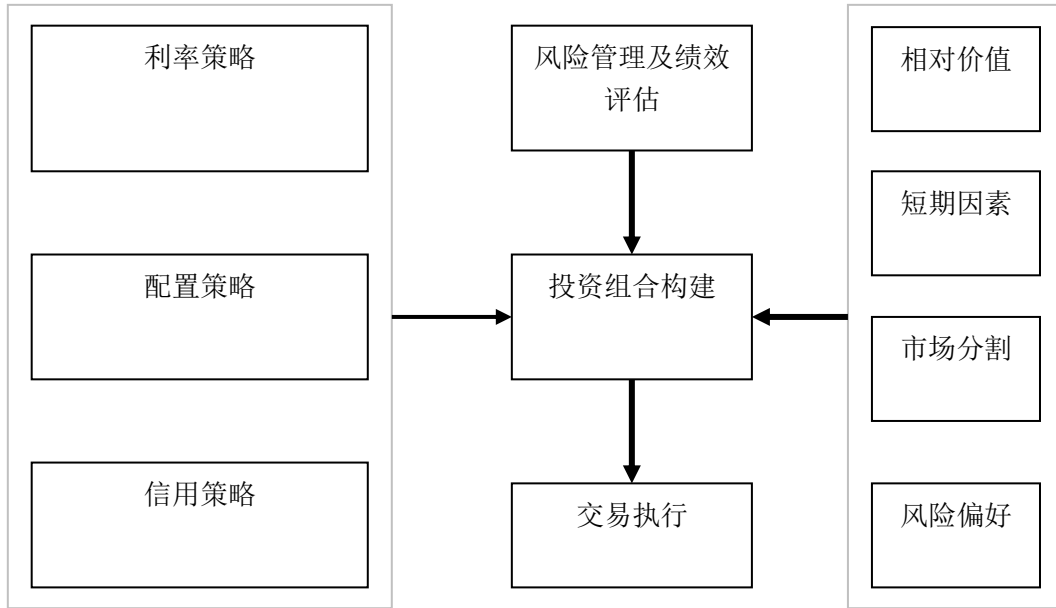 利率策略
配置策略
信用策略
风险管理及绩效
评估
投资组合构建
交易执行
相对价值
短期因素
市场分割
风险偏好